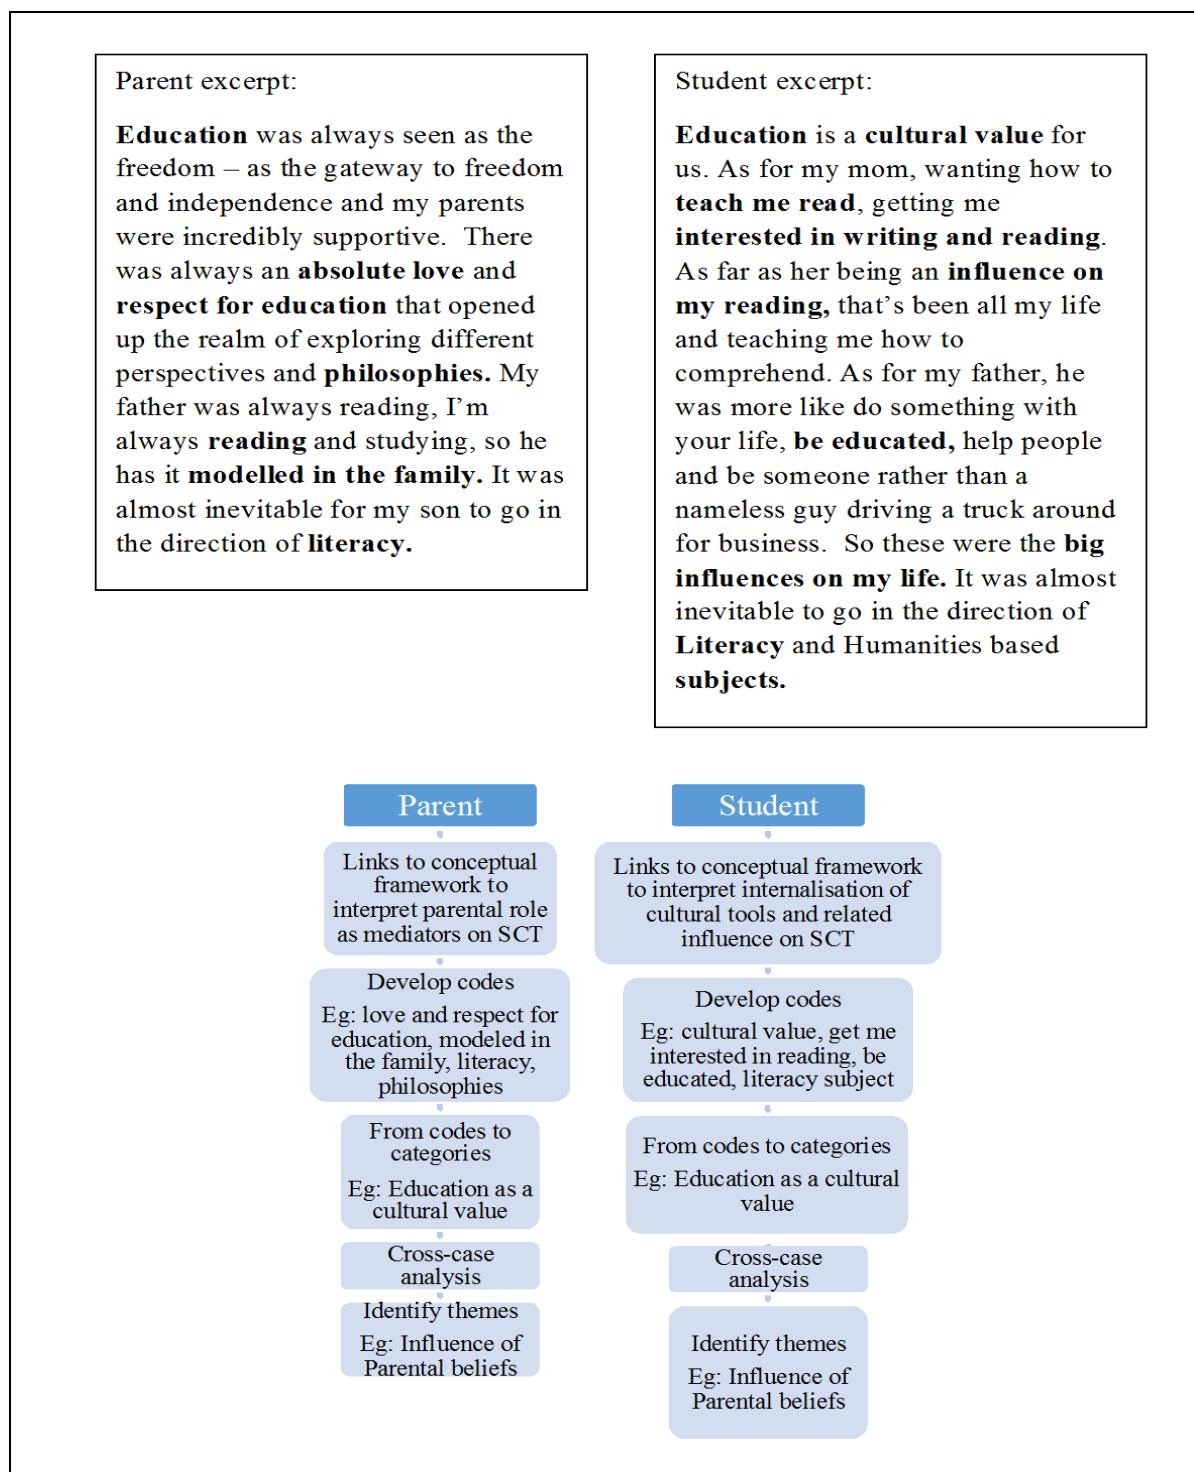 Parent excerpt:
Education was always seen as the
freedom – as the gateway to freedom
and independence and my parents
were incredibly supportive.  There
was always an absolute love and
respect for education that opened
up the realm of exploring different
perspectives and philosophies. My
father was always reading, I’m
always reading and studying, so he
has it modelled in the family. It was
almost inevitable for my son to go in
the direction of literacy.
Student excerpt:
Education is a cultural value for
us. As for my mom, wanting how to
teach me read, getting me
interested in writing and reading.
As far as her being an influence on
my reading, that’s been all my life
and teaching me how to
comprehend. As for my father, he
was more like do something with
your life, be educated, help people
and be someone rather than a
nameless guy driving a truck around
for business.  So these were the big
influences on my life. It was almost
inevitable to go in the direction of
Literacy and Humanities based
subjects.
Parent
Links to conceptual
framework to
interpret parental role
as mediators on SCT
Develop codes
Eg: love and respect for
education, modeled in
the family, literacy,
philosophies
From codes to
categories
Eg: Education as a
cultural value
Cross-case
analysis
Identify themes
Eg: Influence of
Parental beliefs
Student
Links to conceptual framework
to interpret internalisation of
cultural tools and related
influence on SCT
Develop codes
Eg: cultural value, get me
interested in reading, be
educated, literacy subject
From codes to categories
Eg: Education as a cultural
value
Cross-case
analysis
Identify themes
Eg: Influence of
Parental beliefs